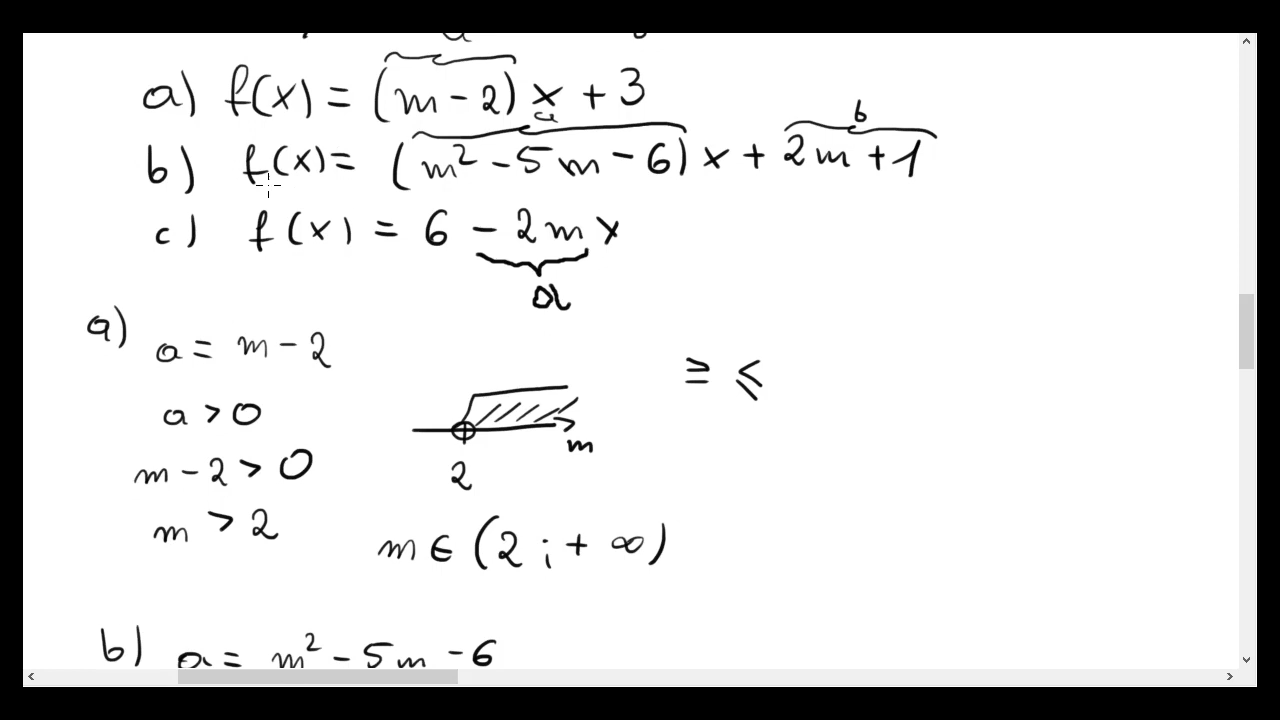 a) f(x) = (m - 2) x + 3
a b
b) f(x) = (m² - 5m - 6) x + 2m + 1
c) f(x) = 6 - 2m x
a
a) a = m - 2
≥ ≤
a > 0
m
m - 2 > 0
2
m > 2
m ∈ (2 ; + ∞)
b) a = m² - 5m - 6